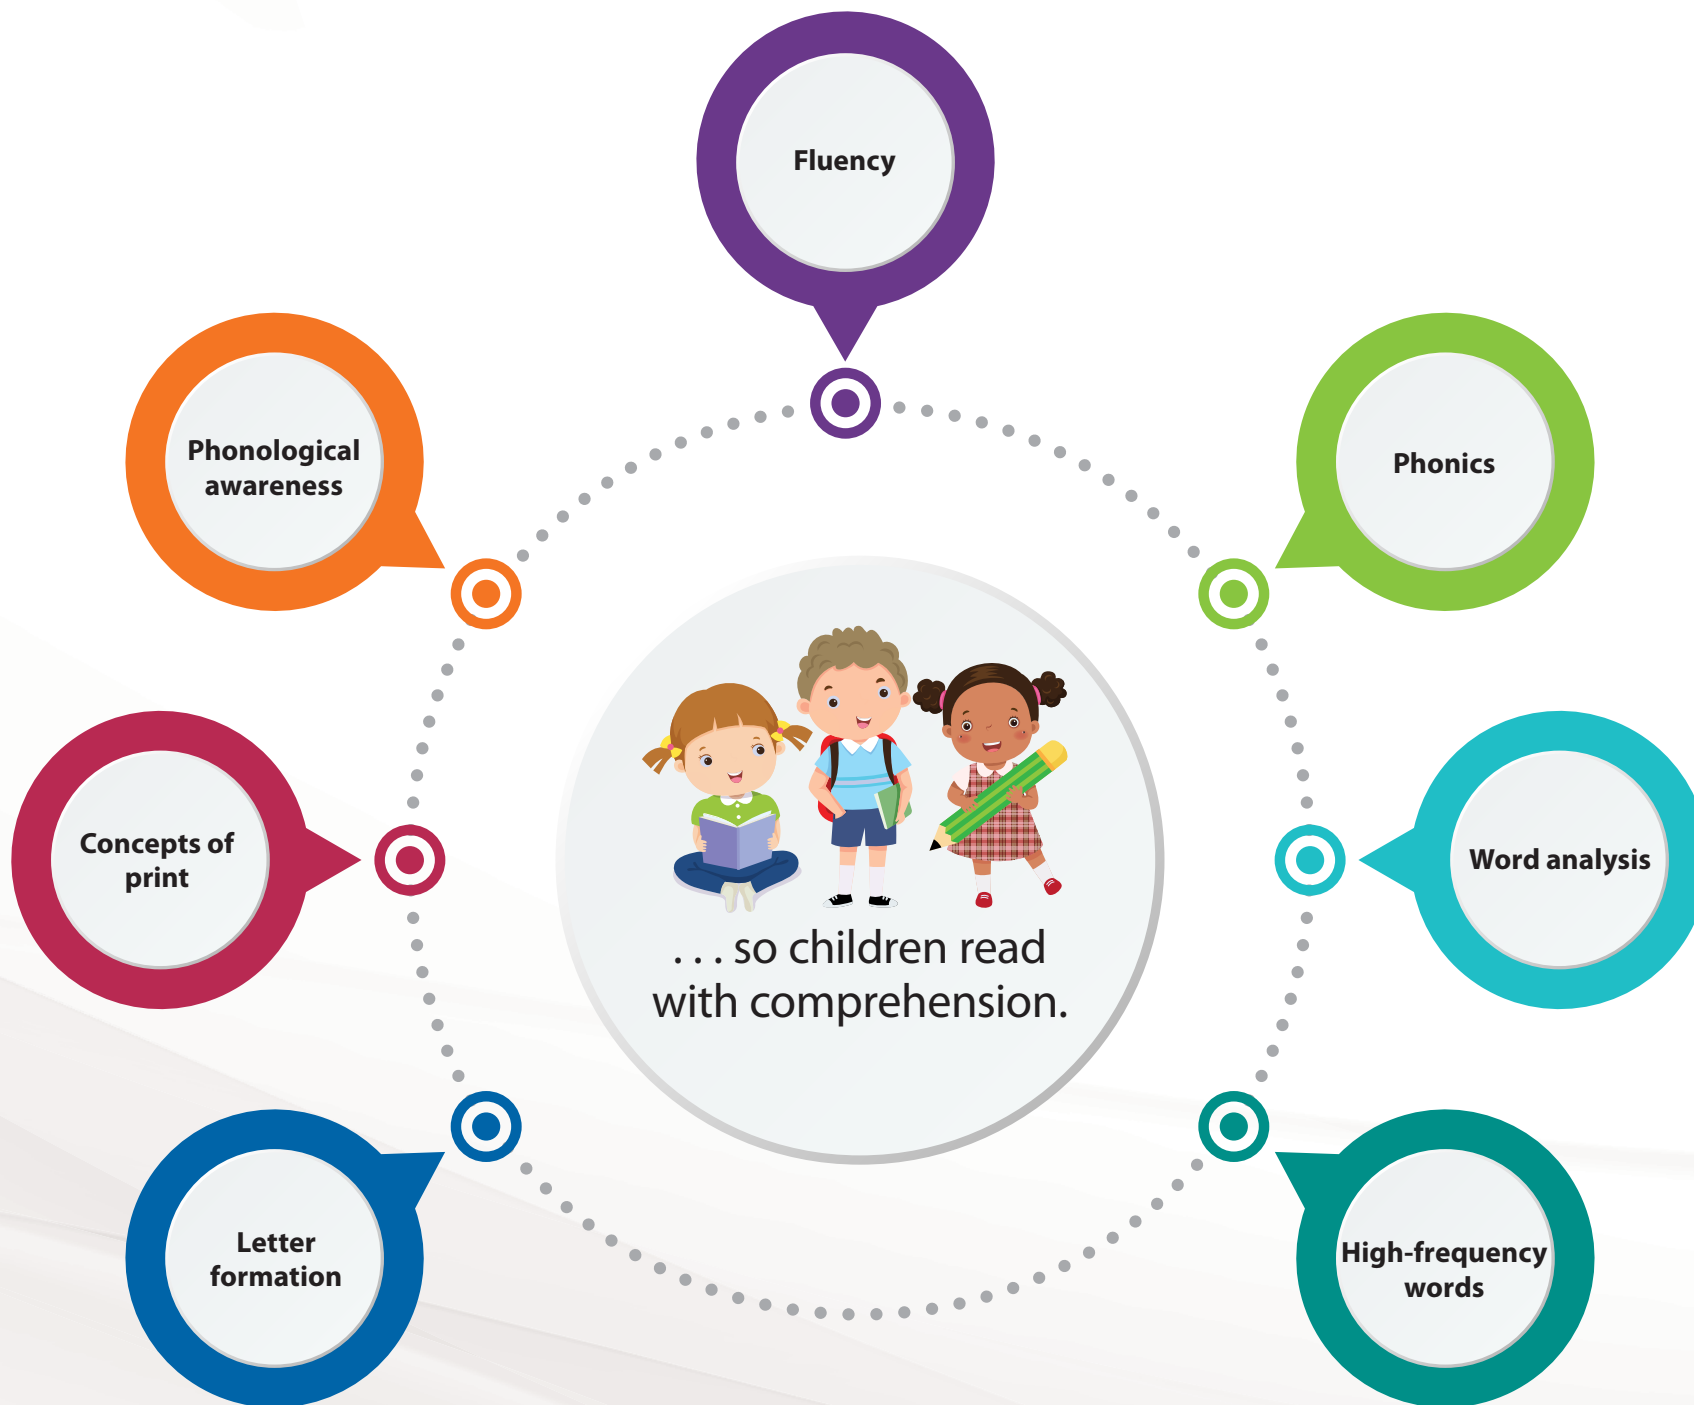 Fluency
Phonological
awareness
Phonics
Concepts of
print
Word analysis
. . . so children read
with comprehension.
Letter
formation
High-frequency
words